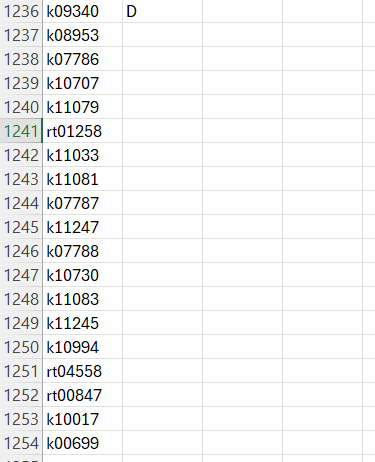 1236 k09340 D
1237 k08953
1238 k07786
1239 k10707
1240 k11079
1241 rt01258
1242 k11033
1243 k11081
1244 k07787
1245 k11247
1246 k07788
1247 k10730
1248 k11083
1249 k11245
1250 k10994
1251 rt04558
1252 rt00847
1253 k10017
1254 k00699